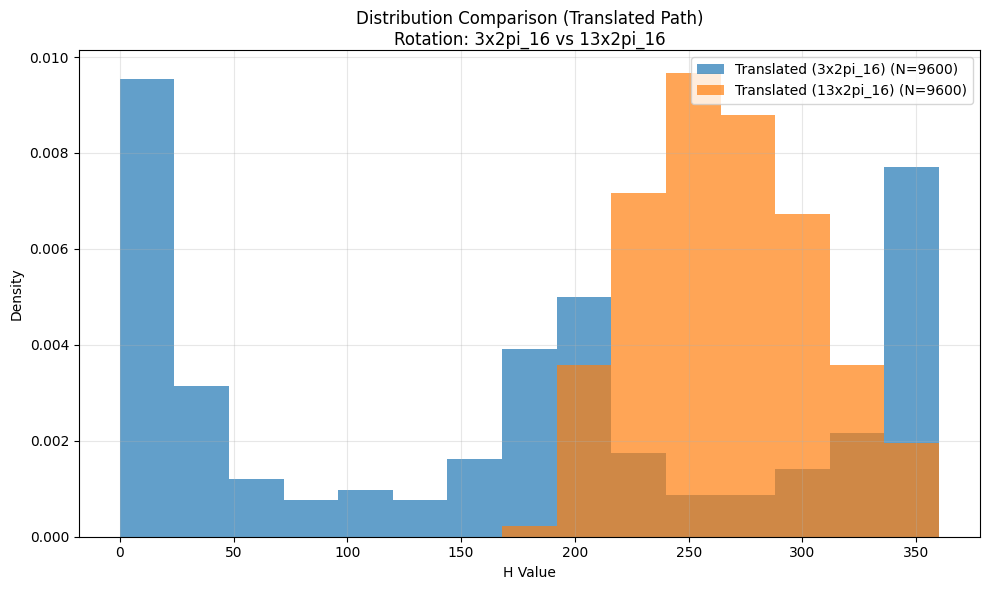 Distribution Comparison (Translated Path)
Rotation: 3x2pi_16 vs 13x2pi_16
Translated (3x2pi_16) (N=9600)
Translated (13x2pi_16) (N=9600)
0.010
0.008
0.006
0.004
0.002
0.000
Density
0 50 100 150 200 250 300 350
H Value